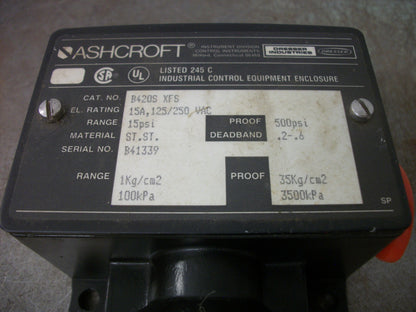 ASHCROFT
INSTRUMENT DIVISION
CONTROL INSTRUMENTS
DRESSER
INDUSTRIES
SA UL LISTED 245 C
INDUSTRIAL CONTROL EQUIPMENT ENCLOSURE
CAT. NO. B420S XFS
EL. RATING 15A,125/250 VAC
RANGE 15psi PROOF 500psi
MATERIAL ST.ST. DEADBAND .2-.6
SERIAL NO. B41339
RANGE 1Kg/cm2 PROOF 35Kg/cm2
100kPa 3500kPa
SP